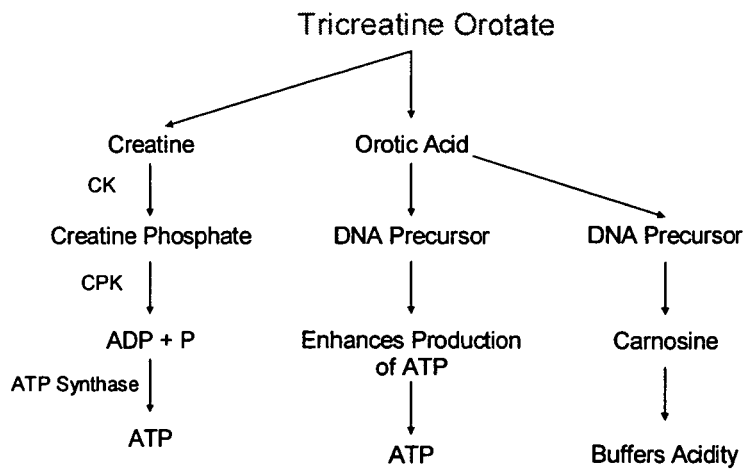 Tricreatine Orotate
Creatine
Orotic Acid
CK
Creatine Phosphate
DNA Precursor
DNA Precursor
CPK
ADP + P
Enhances Production
of ATP
Carnosine
ATP Synthase
ATP
ATP
Buffers Acidity